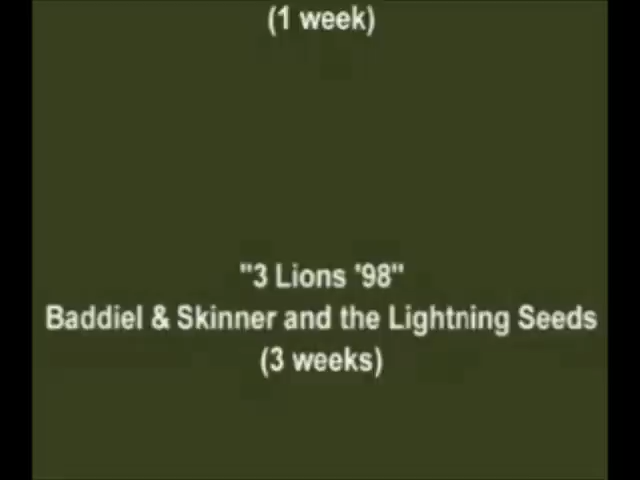 (1 week)
"3 Lions '98"
Baddiel & Skinner and the Lightning Seeds
(3 weeks)